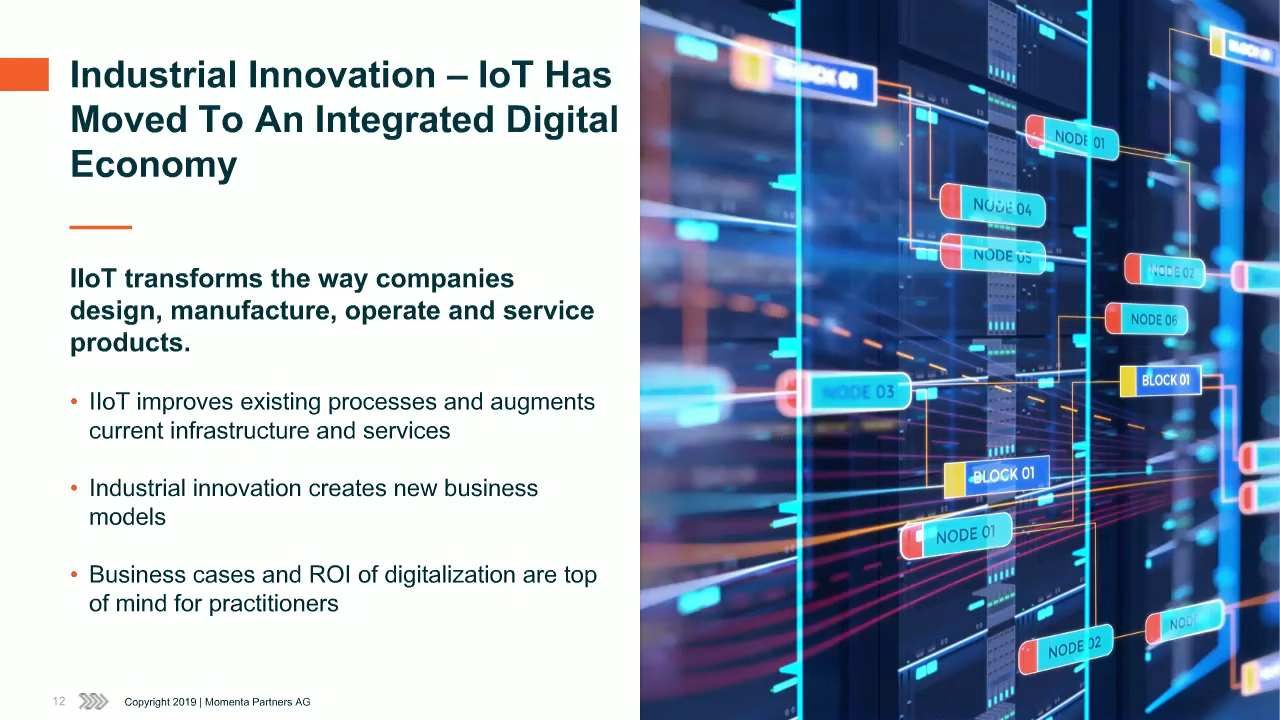 Industrial Innovation – IoT Has
Moved To An Integrated Digital
Economy
IIoT transforms the way companies
design, manufacture, operate and service
products.
• IIoT improves existing processes and augments
current infrastructure and services
• Industrial innovation creates new business
models
• Business cases and ROI of digitalization are top
of mind for practitioners
12
Copyright 2019 | Momenta Partners AG
BLOCK 01
NODE 01
NODE 04
NODE 05
NODE 02
NODE 06
NODE 03
BLOCK 01
BLOCK 01
NODE 01
NODE 02
NODE